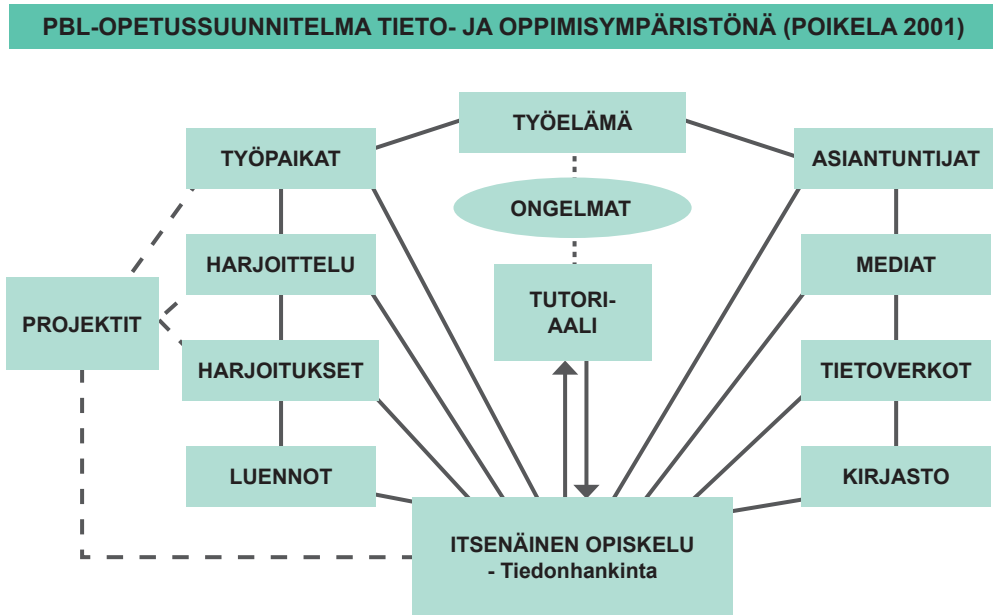 PBL-OPETUSSUUNNITELMA TIETO- JA OPPIMISYMPÄRISTÖNÄ (POIKELA 2001)
TYÖELÄMÄ
TYÖPAIKAT
ASIANTUNTIJAT
ONGELMAT
HARJOITTELU
MEDIAT
PROJEKTIT
TUTORI-
AALI
HARJOITUKSET
TIETOVERKOT
LUENNOT
KIRJASTO
ITSENÄINEN OPISKELU
- Tiedonhankinta